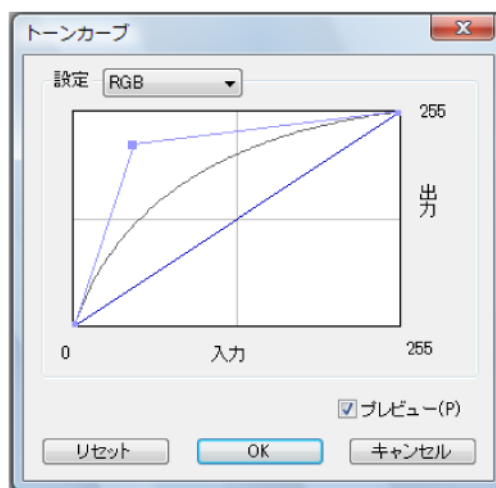 トーンカーブ
設定 RGB
255
出力
0 入力 255
プレビュー(P)
リセット OK キャンセル